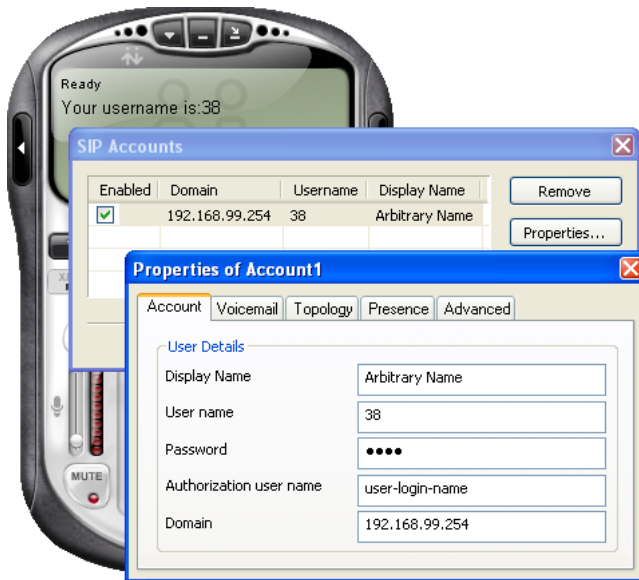 Ready
Your username is:38
SIP Accounts
Enabled Domain Username Display Name
192.168.99.254 38 Arbitrary Name
Remove
Properties...
Properties of Account1
Account Voicemail Topology Presence Advanced
User Details
Display Name Arbitrary Name
User name 38
Password ●●●●
Authorization user name user-login-name
Domain 192.168.99.254
MUTE